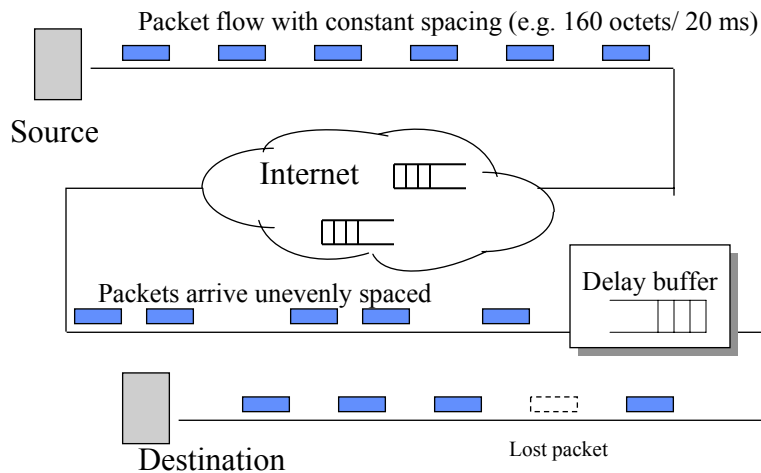 Packet flow with constant spacing (e.g. 160 octets/ 20 ms)
Source
Internet
Delay buffer
Packets arrive unevenly spaced
Lost packet
Destination